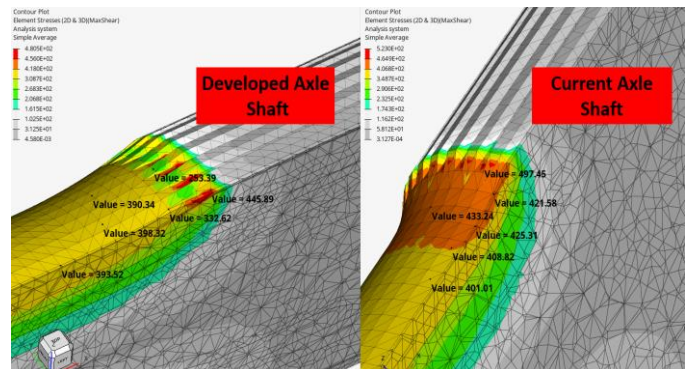 Contour Plot
Element Stresses (2D & 3D)(MaxShear)
Analysis system
Simple Average
4.805E+02
4.560E+02
4.180E+02
3.087E+02
2.683E+02
2.068E+02
1.615E+02
1.025E+02
3.125E+01
4.580E-03
Developed Axle
Shaft
Value = 253.39
Value = 390.34
Value = 445.89
Value = 332.62
Value = 398.32
Value = 393.52
Contour Plot
Element Stresses (2D & 3D)(MaxShear)
Analysis system
Simple Average
5.230E+02
4.649E+02
4.068E+02
3.487E+02
2.906E+02
2.325E+02
1.743E+02
1.162E+02
5.812E+01
3.127E-04
Current Axle
Shaft
Value = 497.45
Value = 421.58
Value = 433.24
Value = 425.31
Value = 408.82
Value = 401.01
Z